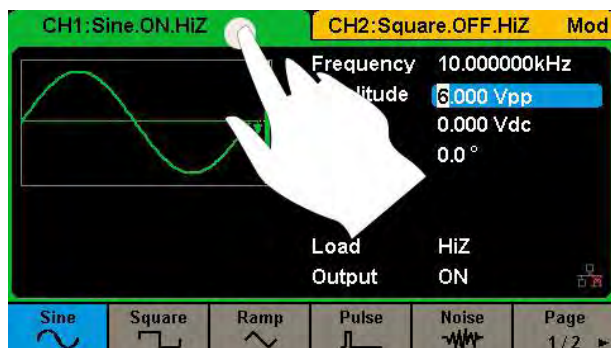 CH1:Sine.ON.HiZ CH2:Square.OFF.HiZ Mod
Frequency 10.000000kHz
6.000 Vpp
0.000 Vdc
0.0 °
Load HiZ
Output ON
Sine Square Ramp Pulse Noise Page
1/2